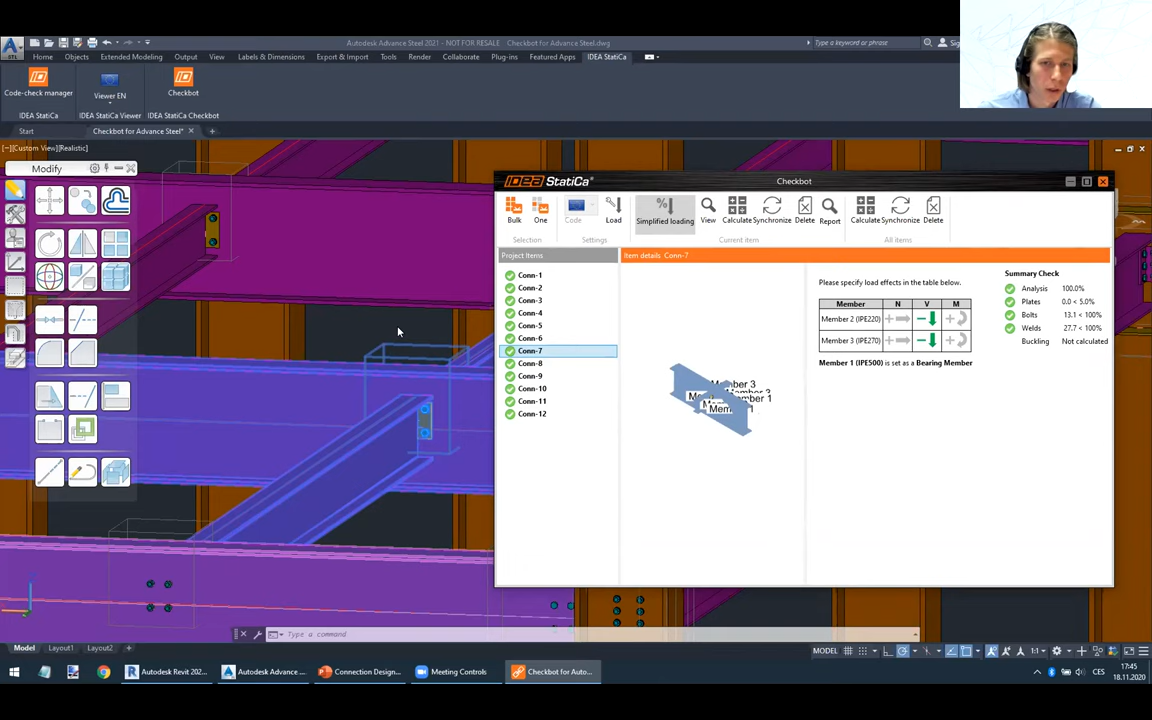 Autodesk Advance Steel 2021 - NOT FOR RESALE Checkbot for Advance Steel.dwg
Type a keyword or phrase
STL
Home Objects Extended Modeling Output View Labels & Dimensions Export & Import Tools Render Collaborate Plug-ins Featured Apps IDEA StatiCa
Code-check manager
Viewer EN
Checkbot
IDEA StatiCa
IDEA StatiCa Viewer
IDEA StatiCa Checkbot
Start
Checkbot for Advance Steel*
[−][Custom View][Realistic]
Modify
IDEA StatiCa®
Checkbot
Bulk One Code Load Simplified loading View Calculate Synchronize Delete Report Calculate Synchronize Delete
Selection Settings Current item All items
Project Items
Item details Conn-7
Conn-1
Conn-2
Conn-3
Conn-4
Conn-5
Conn-6
Conn-7
Conn-8
Conn-9
Conn-10
Conn-11
Conn-12
Member 3
Please specify load effects in the table below.
Member N V M
Member 2 (IPE220)
Member 3 (IPE270)
Member 1 (IPE500) is set as a Bearing Member
Summary Check
Analysis 100.0%
Plates 0.0 < 5.0%
Bolts 13.1 < 100%
Welds 27.7 < 100%
Buckling Not calculated
Type a command
Model Layout1 Layout2
MODEL
1:1
Autodesk Revit 202...
Autodesk Advance ...
Connection Design...
Meeting Controls
Checkbot for Auto...
CES
17:45
18.11.2020